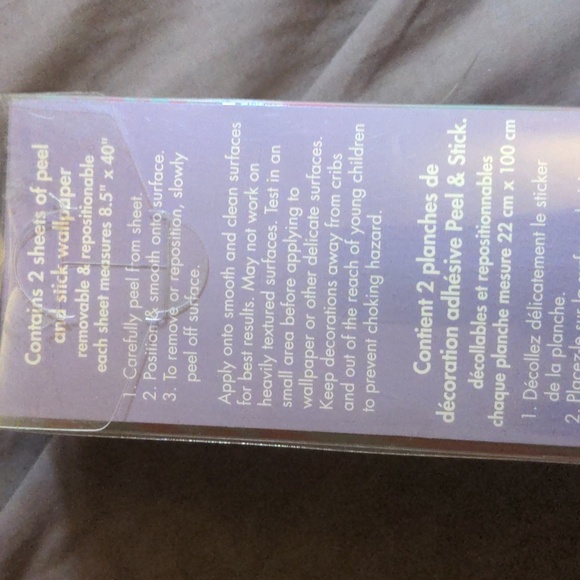 Contains 2 sheets of peel
and stick wallpaper
removable & repositionable
each sheet measures 8.5" x 40"
1. Carefully peel from sheet.
2. Position & smooth onto surface.
3. To remove or reposition, slowly
peel off surface.
Apply onto smooth and clean surfaces
for best results. May not work on
heavily textured surfaces. Test in an
small area before applying to
wallpaper or other delicate surfaces.
Keep decorations away from cribs
and out of the reach of young children
to prevent choking hazard.
Contient 2 planches de
décoration adhésive Peel & Stick.
décollables et repositionnables
chaque planche mesure 22 cm x 100 cm
1. Décollez délicatement le sticker
de la planche.
2.